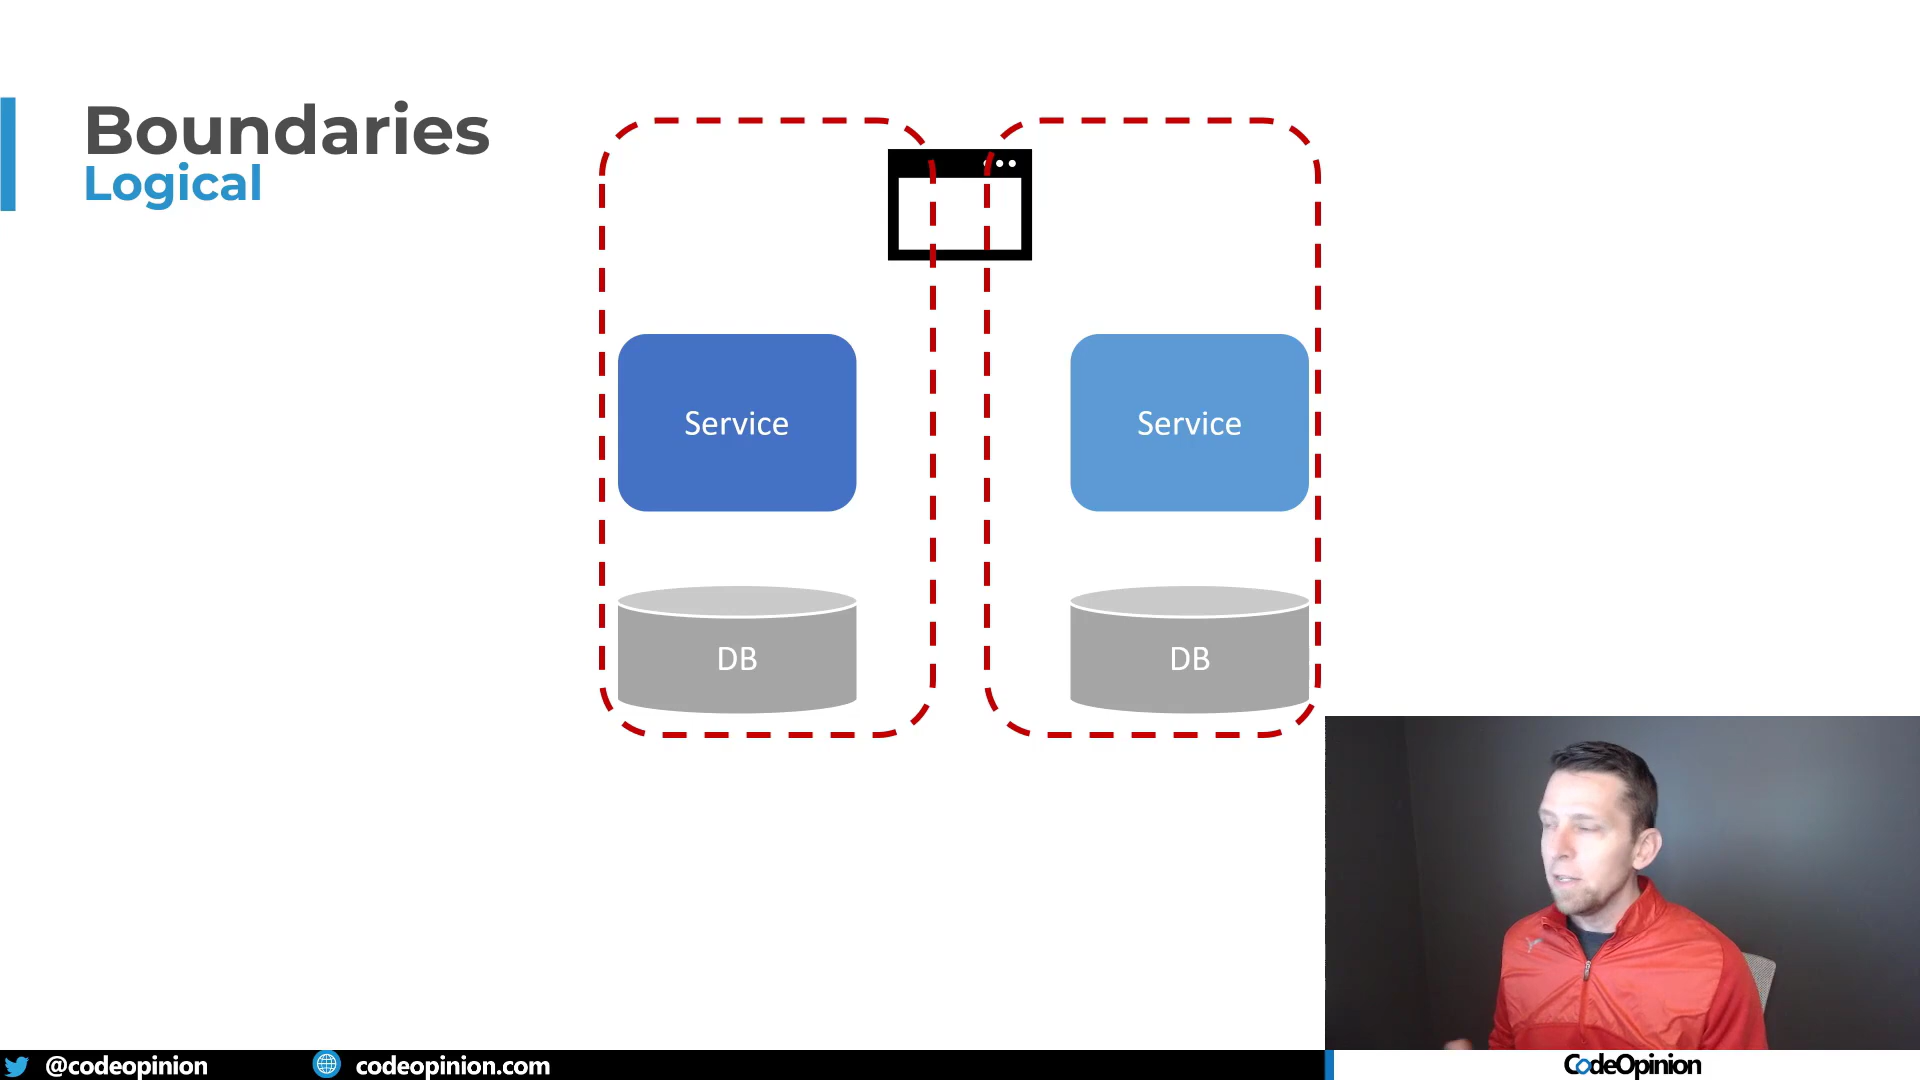 Boundaries
Logical
Service
Service
DB
DB
@codeopinion
codeopinion.com
CodeOpinion